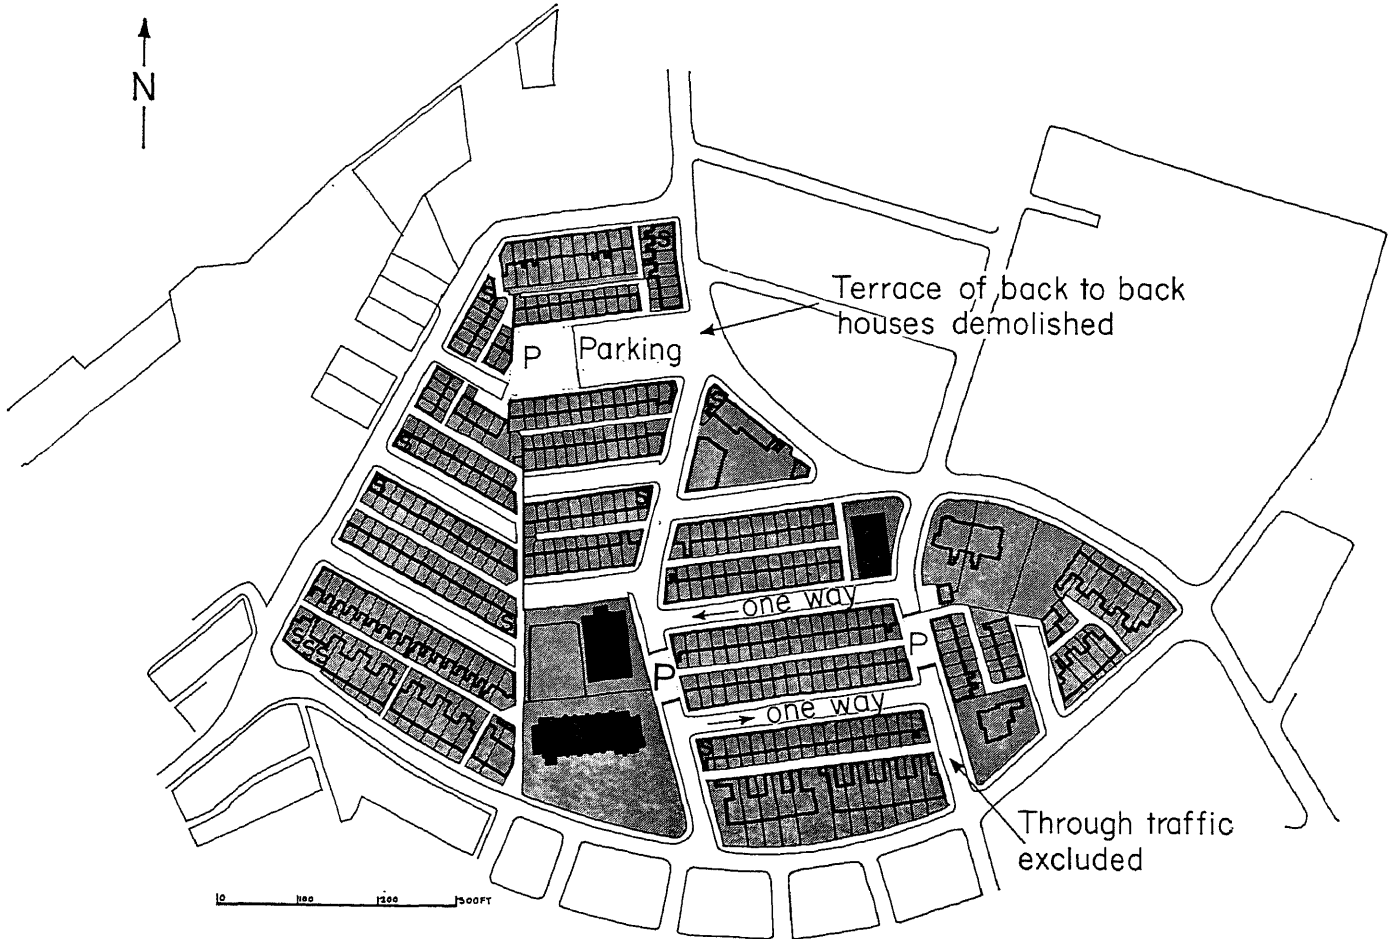 N
S
S
Terrace of back to back
houses demolished
P
Parking
S
S
S
S
one way
P
P
S
one way
S
Through traffic
excluded
0
100
200
300FT